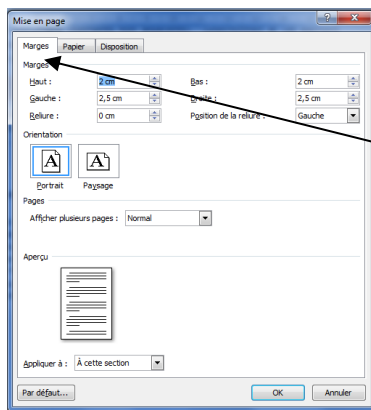 Mise en page
Marges Papier Disposition
Marges
Haut : 2 cm Bas : 2 cm
Gauche : 2,5 cm Droite : 2,5 cm
Reliure : 0 cm Position de la reliure : Gauche
Orientation
A A
Portrait Paysage
Pages
Afficher plusieurs pages : Normal
Aperçu
Appliquer à : À cette section
Par défaut... OK Annuler